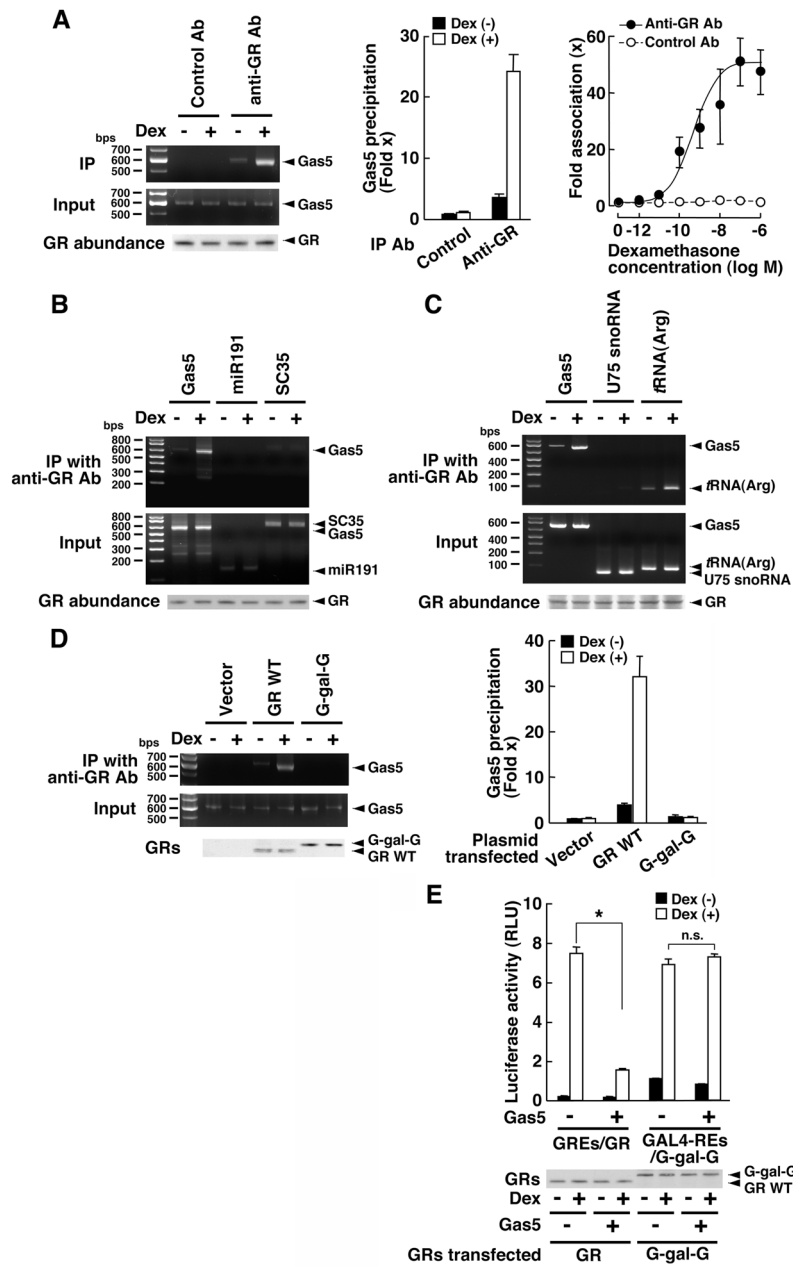 A
Control Ab
anti-GR Ab
Dex - + - +
bps
IP
700
600
500
Gas5
Input
700
600
500
Gas5
GR abundance
GR
Dex (-)
Dex (+)
Gas5 precipitation
(Fold x)
30
20
10
0
IP Ab
Control
Anti-GR
Anti-GR Ab
Control Ab
Fold association (x)
60
40
20
0
0 -12 -10 -8 -6
Dexamethasone
concentration (log M)
B
Gas5
miR191
SC35
Dex - + - + - +
bps
IP with
anti-GR Ab
800
600
400
300
200
Gas5
Input
800
600
400
300
200
SC35
Gas5
miR191
GR abundance
GR
C
Gas5
U75 snoRNA
tRNA(Arg)
Dex - + - + - +
bps
IP with
anti-GR Ab
600
400
200
100
Gas5
tRNA(Arg)
Input
600
400
200
100
Gas5
tRNA(Arg)
U75 snoRNA
GR abundance
GR
D
Vector
GR WT
G-gal-G
Dex - + - + - +
bps
IP with
anti-GR Ab
700
600
500
Gas5
Input
700
600
500
Gas5
GRs
G-gal-G
GR WT
Dex (-)
Dex (+)
Gas5 precipitation
(Fold x)
40
30
20
10
0
Plasmid
transfected
Vector
GR WT
G-gal-G
E
Dex (-)
Dex (+)
Luciferase activity (RLU)
10
8
6
4
2
0
*
n.s.
Gas5 - + - +
GREs/GR
GAL4-REs
/G-gal-G
GRs
G-gal-G
GR WT
Dex - + - + - + - +
Gas5 - + - +
GRs transfected GR G-gal-G